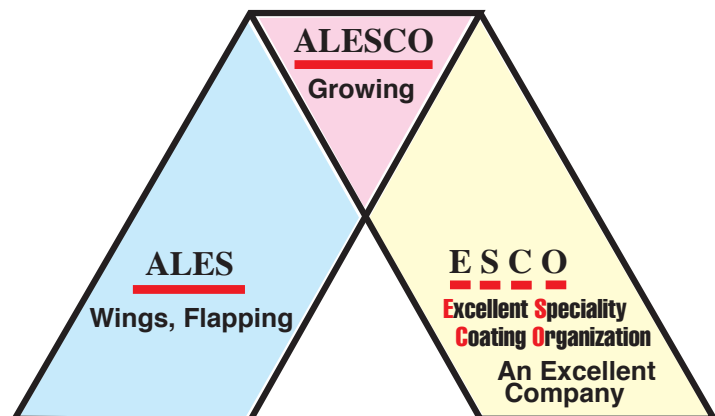 ALESCO
Growing
ALES
Wings, Flapping
E S C O
Excellent Speciality
Coating Organization
An Excellent
Company